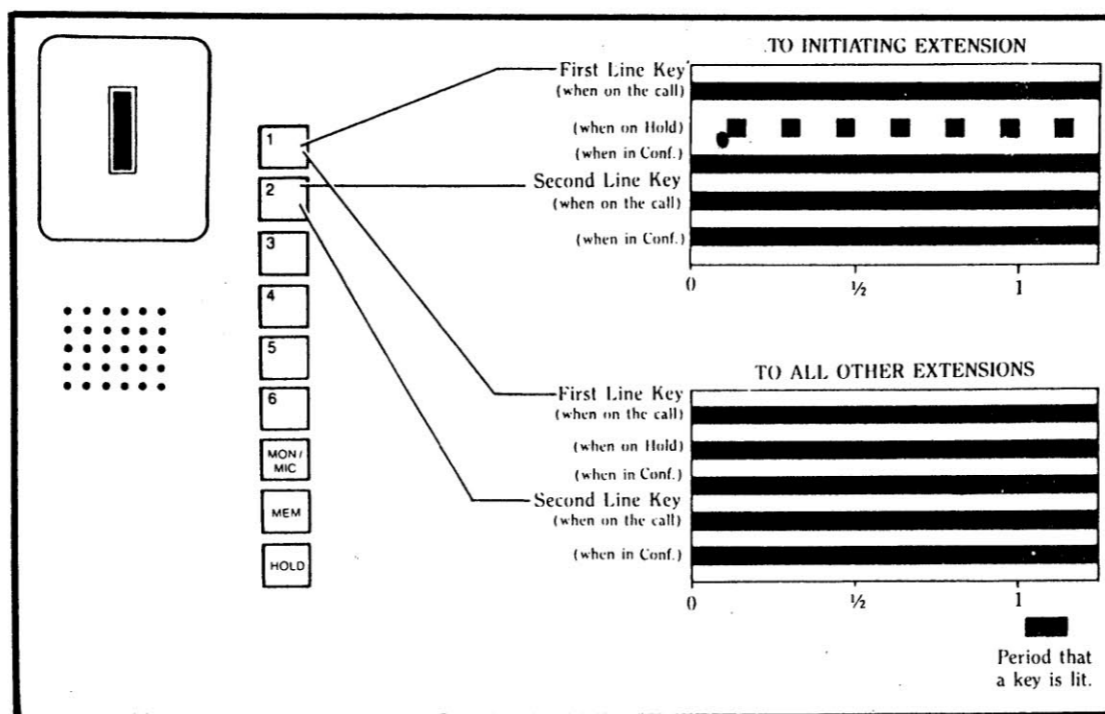 TO INITIATING EXTENSION
First Line Key
(when on the call)
(when on Hold)
(when in Conf.)
Second Line Key
(when on the call)
(when in Conf.)
0 ½ 1
1
2
3
4
5
6
MON/
MIC
MEM
HOLD
TO ALL OTHER EXTENSIONS
First Line Key
(when on the call)
(when on Hold)
(when in Conf.)
Second Line Key
(when on the call)
(when in Conf.)
0 ½ 1
Period that
a key is lit.